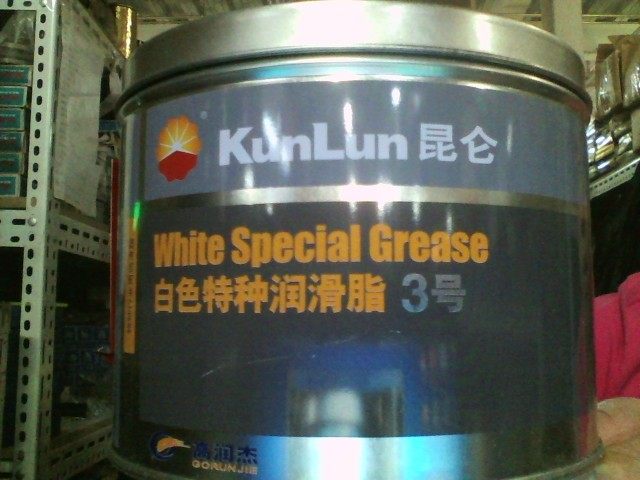 KunLun 昆仑
White Special Grease
白色特种润滑脂 3号
高润杰
GORUNJIE